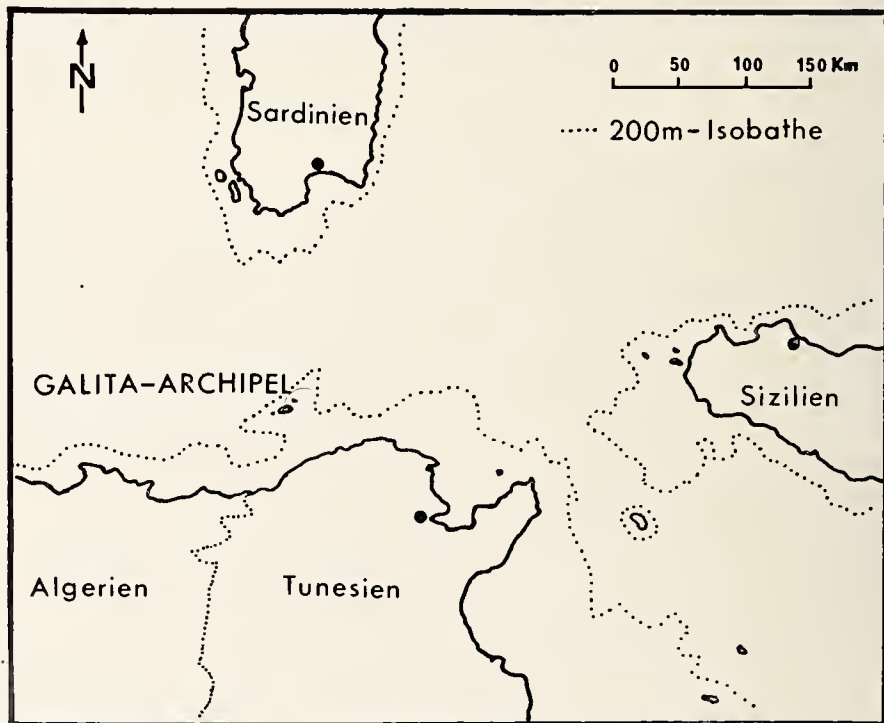 N
0 50 100 150 Km
Sardinien
200m-Isobathe
GALITA-ARCHIPEL
Sizilien
Algerien
Tunesien